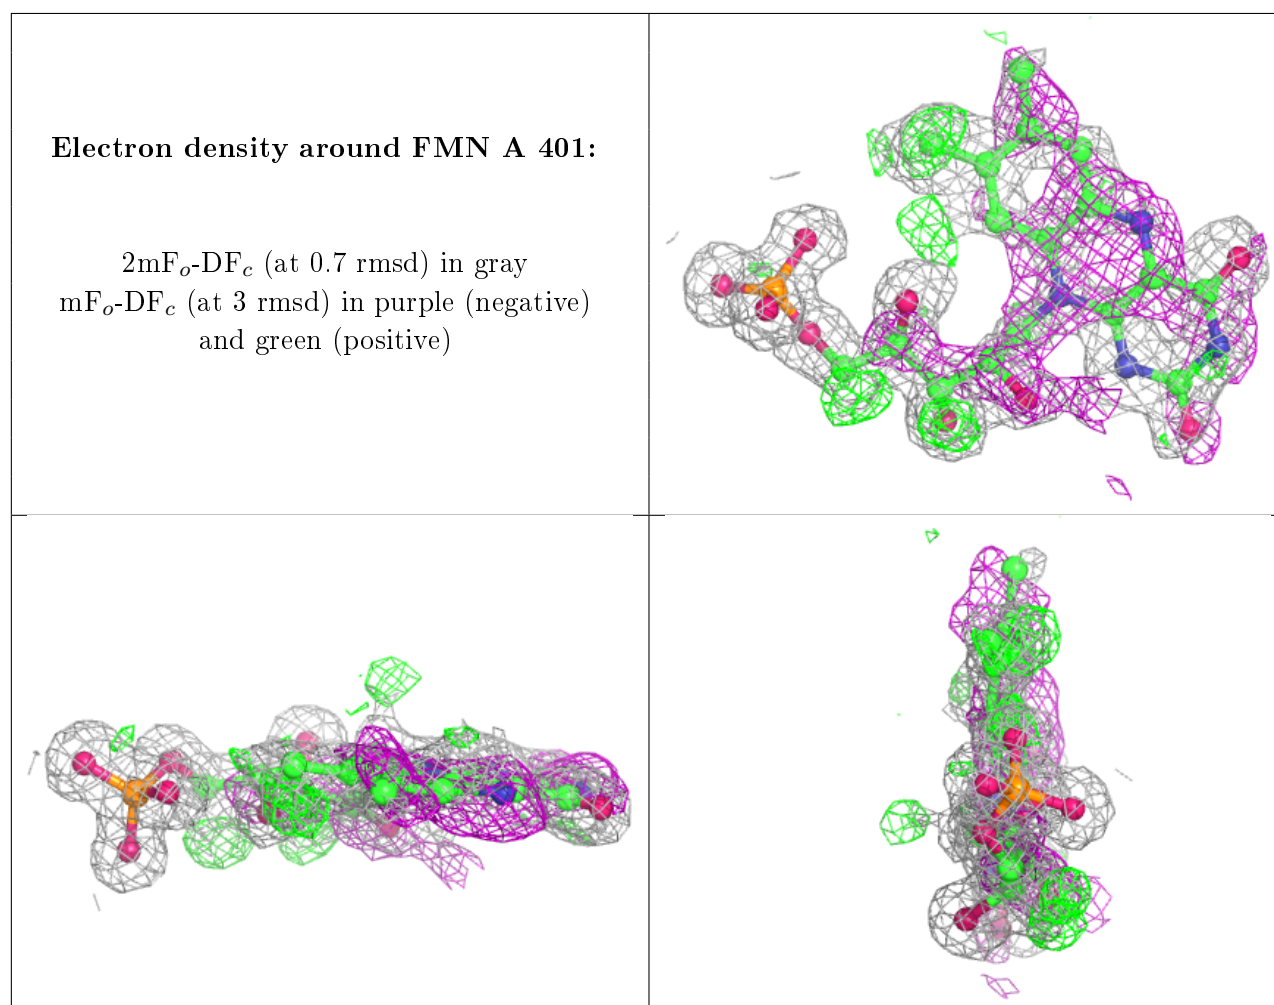 Electron density around FMN A 401:
2mFo-DFc (at 0.7 rmsd) in gray
mFo-DFc (at 3 rmsd) in purple (negative)
and green (positive)